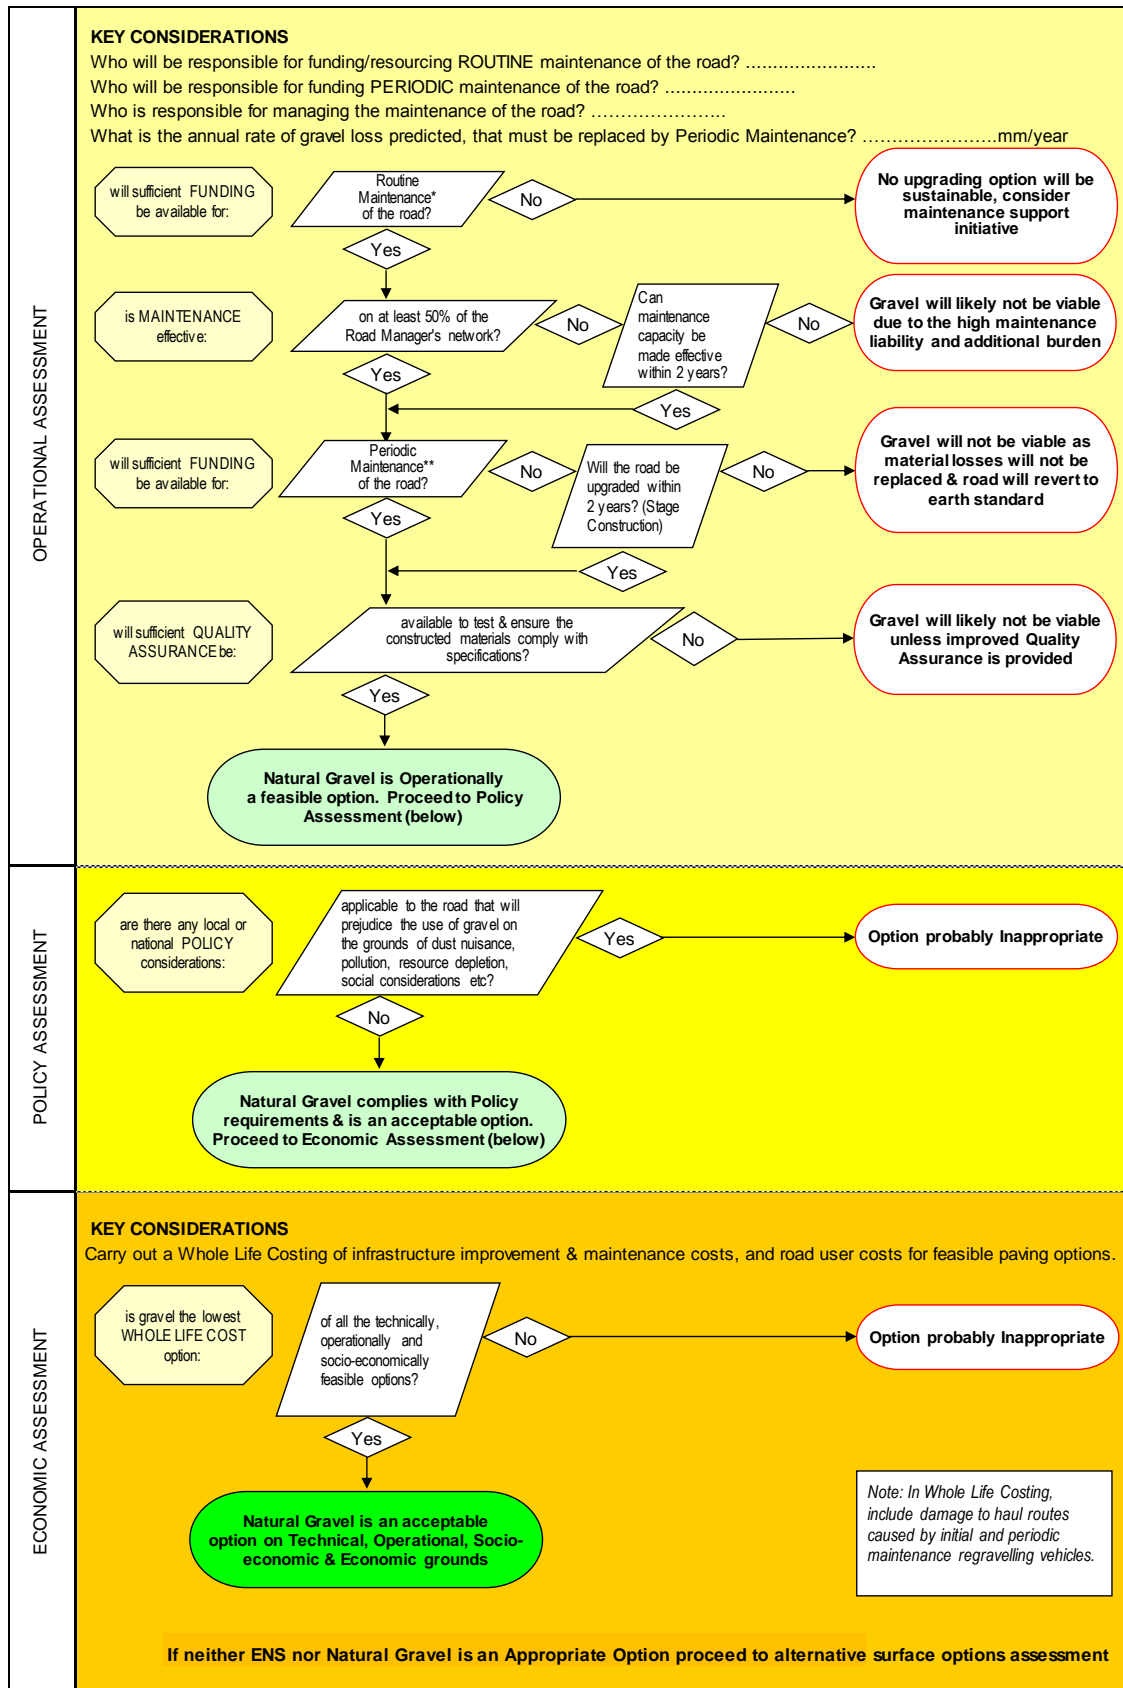 KEY CONSIDERATIONS
Who will be responsible for funding/resourcing ROUTINE maintenance of the road? ........................
Who will be responsible for funding PERIODIC maintenance of the road? ........................
Who is responsible for managing the maintenance of the road? ........................
What is the annual rate of gravel loss predicted, that must be replaced by Periodic Maintenance? ........................mm/year
OPERATIONAL ASSESSMENT
will sufficient FUNDING
be available for:
Routine
Maintenance*
of the road?
No
No upgrading option will be
sustainable, consider
maintenance support
initiative
Yes
is MAINTENANCE
effective:
on at least 50% of the
Road Manager's network?
No
Can
maintenance
capacity be
made effective
within 2 years?
No
Gravel will likely not be viable
due to the high maintenance
liability and additional burden
Yes
Yes
will sufficient FUNDING
be available for:
Periodic
Maintenance**
of the road?
No
Will the road be
upgraded within
2 years? (Stage
Construction)
No
Gravel will not be viable as
material losses will not be
replaced & road will revert to
earth standard
Yes
Yes
will sufficient QUALITY
ASSURANCE be:
available to test & ensure the
constructed materials comply with
specifications?
No
Gravel will likely not be viable
unless improved Quality
Assurance is provided
Yes
Natural Gravel is Operationally
a feasible option. Proceed to Policy
Assessment (below)
POLICY ASSESSMENT
are there any local or
national POLICY
considerations:
applicable to the road that will
prejudice the use of gravel on
the grounds of dust nuisance,
pollution, resource depletion,
social considerations etc?
Yes
Option probably Inappropriate
No
Natural Gravel complies with Policy
requirements & is an acceptable option.
Proceed to Economic Assessment (below)
ECONOMIC ASSESSMENT
KEY CONSIDERATIONS
Carry out a Whole Life Costing of infrastructure improvement & maintenance costs, and road user costs for feasible paving options.
is gravel the lowest
WHOLE LIFE COST
option:
of all the technically,
operationally and
socio-economically
feasible options?
No
Option probably Inappropriate
Yes
Natural Gravel is an acceptable
option on Technical, Operational, Socio-
economic & Economic grounds
Note: In Whole Life Costing,
include damage to haul routes
caused by initial and periodic
maintenance regravelling vehicles.
If neither ENS nor Natural Gravel is an Appropriate Option proceed to alternative surface options assessment